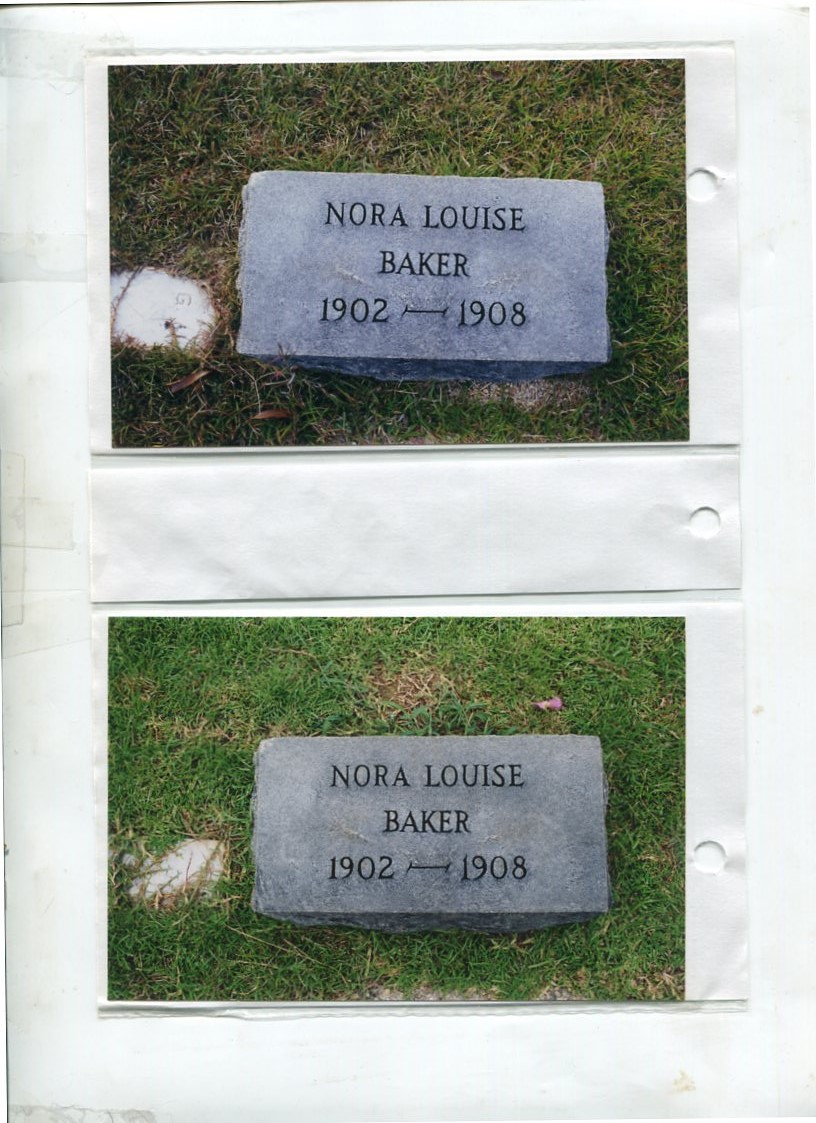 NORA LOUISE
BAKER
1902 — 1908
NORA LOUISE
BAKER
1902 — 1908